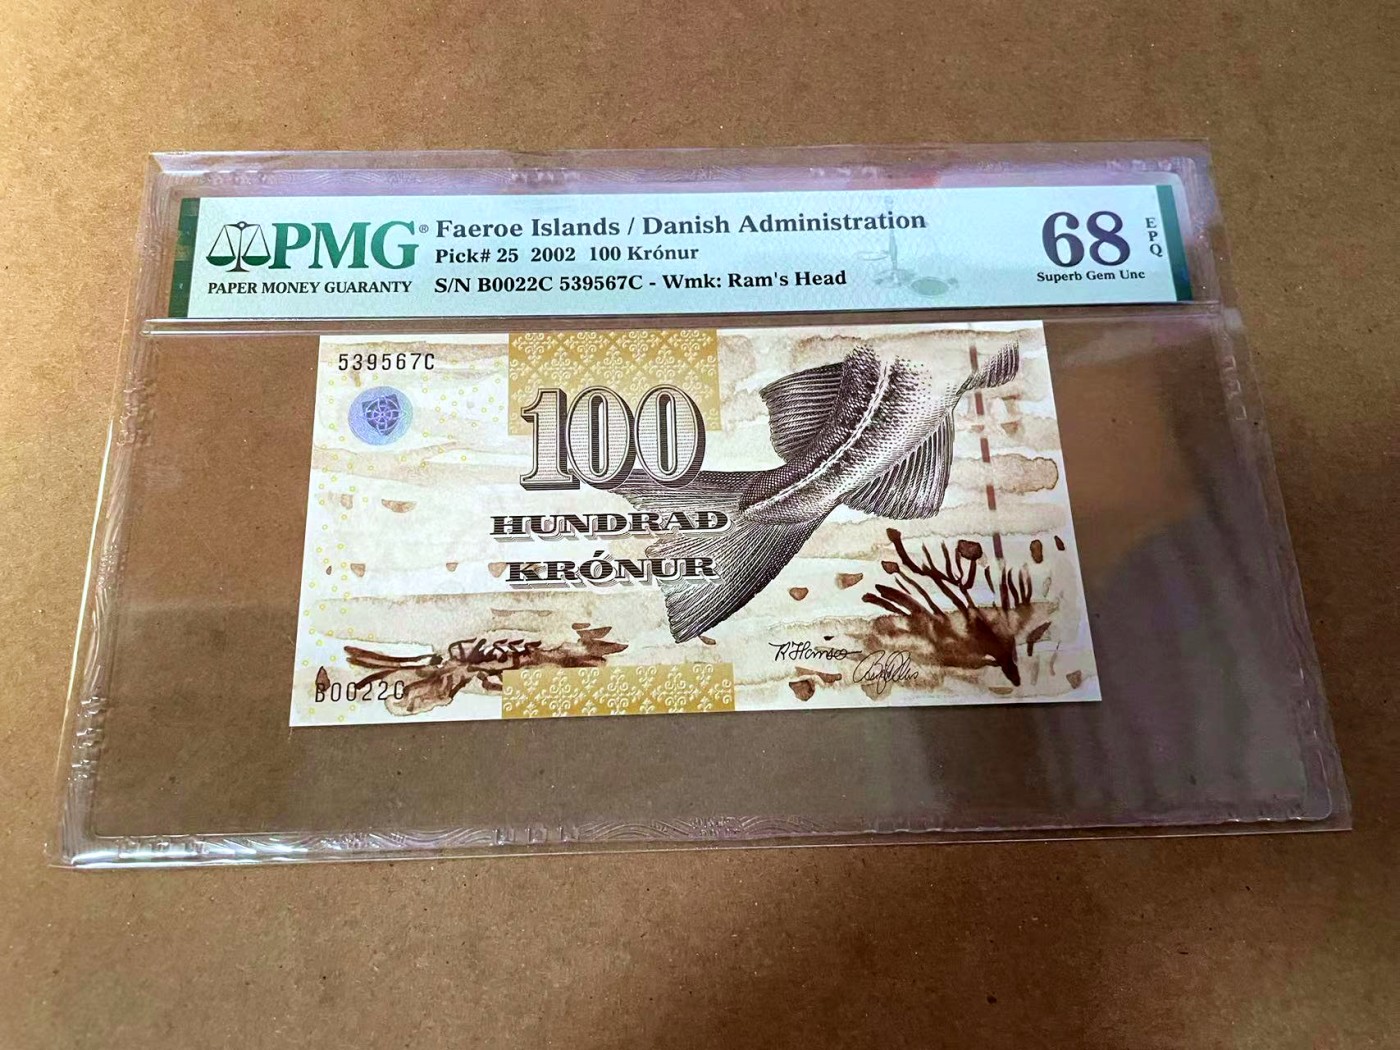 PMG®
PAPER MONEY GUARANTY
Faeroe Islands / Danish Administration
Pick# 25 2002 100 Krónur
S/N B0022C 539567C - Wmk: Ram's Head
68
EPQ
Superb Gem Unc
539567C
100
HUNDRAÐ
KRÓNUR
B0022C